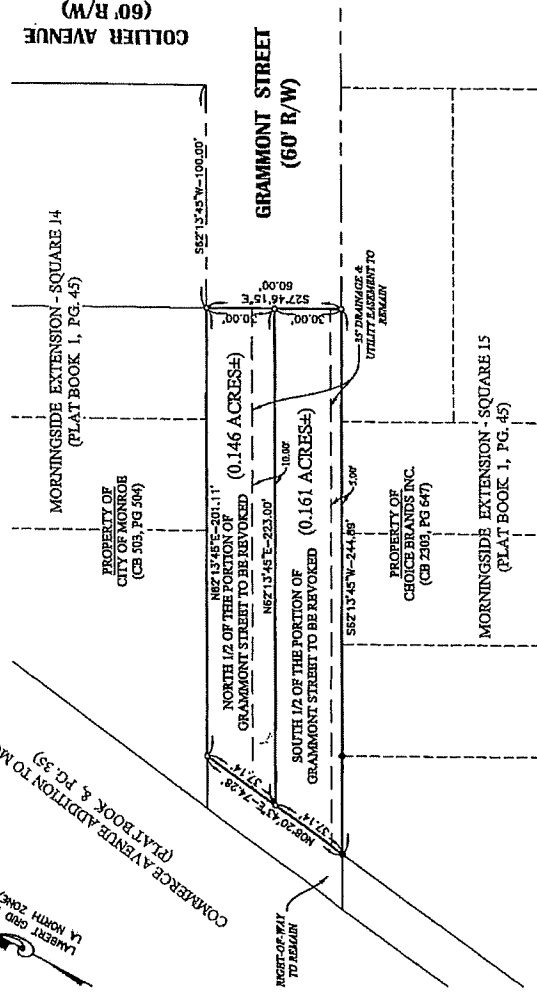 COLLIER AVENUE
(60' R/W)
MORNINGSIDE EXTENSION - SQUARE 14
(PLAT BOOK 1, PG. 45)
S62°13'45"W-100.00'
GRAMMONT STREET
(60' R/W)
PROPERTY OF
CITY OF MONROE
(CB 503, PG 504)
N62°13'45"E-201.11'
NORTH 1/2 OF THE PORTION OF
GRAMMONT STREET TO BE REVOKED
(0.146 ACRES±)
30.00'
S27°46'15"E
60.00'
30.00'
10.00'
N62°13'45"E-223.00'
SOUTH 1/2 OF THE PORTION OF
GRAMMONT STREET TO BE REVOKED
(0.161 ACRES±)
35' DRAINAGE &
UTILITY EASEMENT TO
REMAIN
5.00'
S62°13'45"W-244.89'
37.14'
N08°20'43"E-74.28'
37.14'
PROPERTY OF
CHOICE BRANDS INC.
(CB 2303, PG 647)
MORNINGSIDE EXTENSION - SQUARE 15
(PLAT BOOK 1, PG. 45)
COMMERCE AVENUE ADDITION TO
(PLAT BOOK 8, PG. 35)
RIGHT-OF-WAY
TO REMAIN
LAMBERT GRID
LA NORTH ZONE